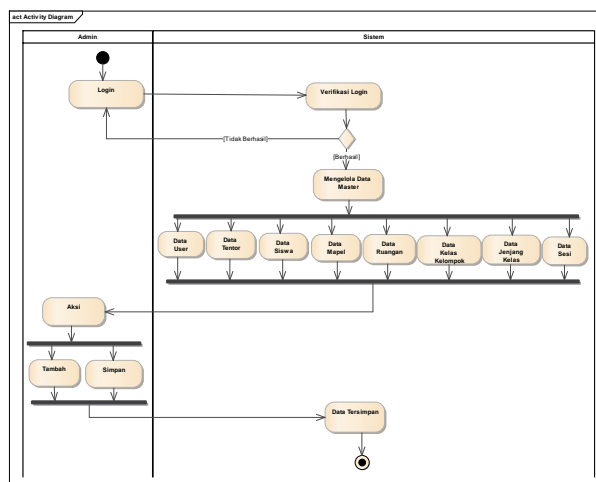 act Activity Diagram
Admin
Sistem
Login
Verifikasi Login
[Tidak Berhasil]
[Berhasil]
Mengelola Data
Master
Data
User
Data
Tentor
Data
Siswa
Data
Mapel
Data
Ruangan
Data
Kelas
Kelompok
Data
Jenjang
Kelas
Data
Sesi
Aksi
Tambah
Simpan
Data Tersimpan